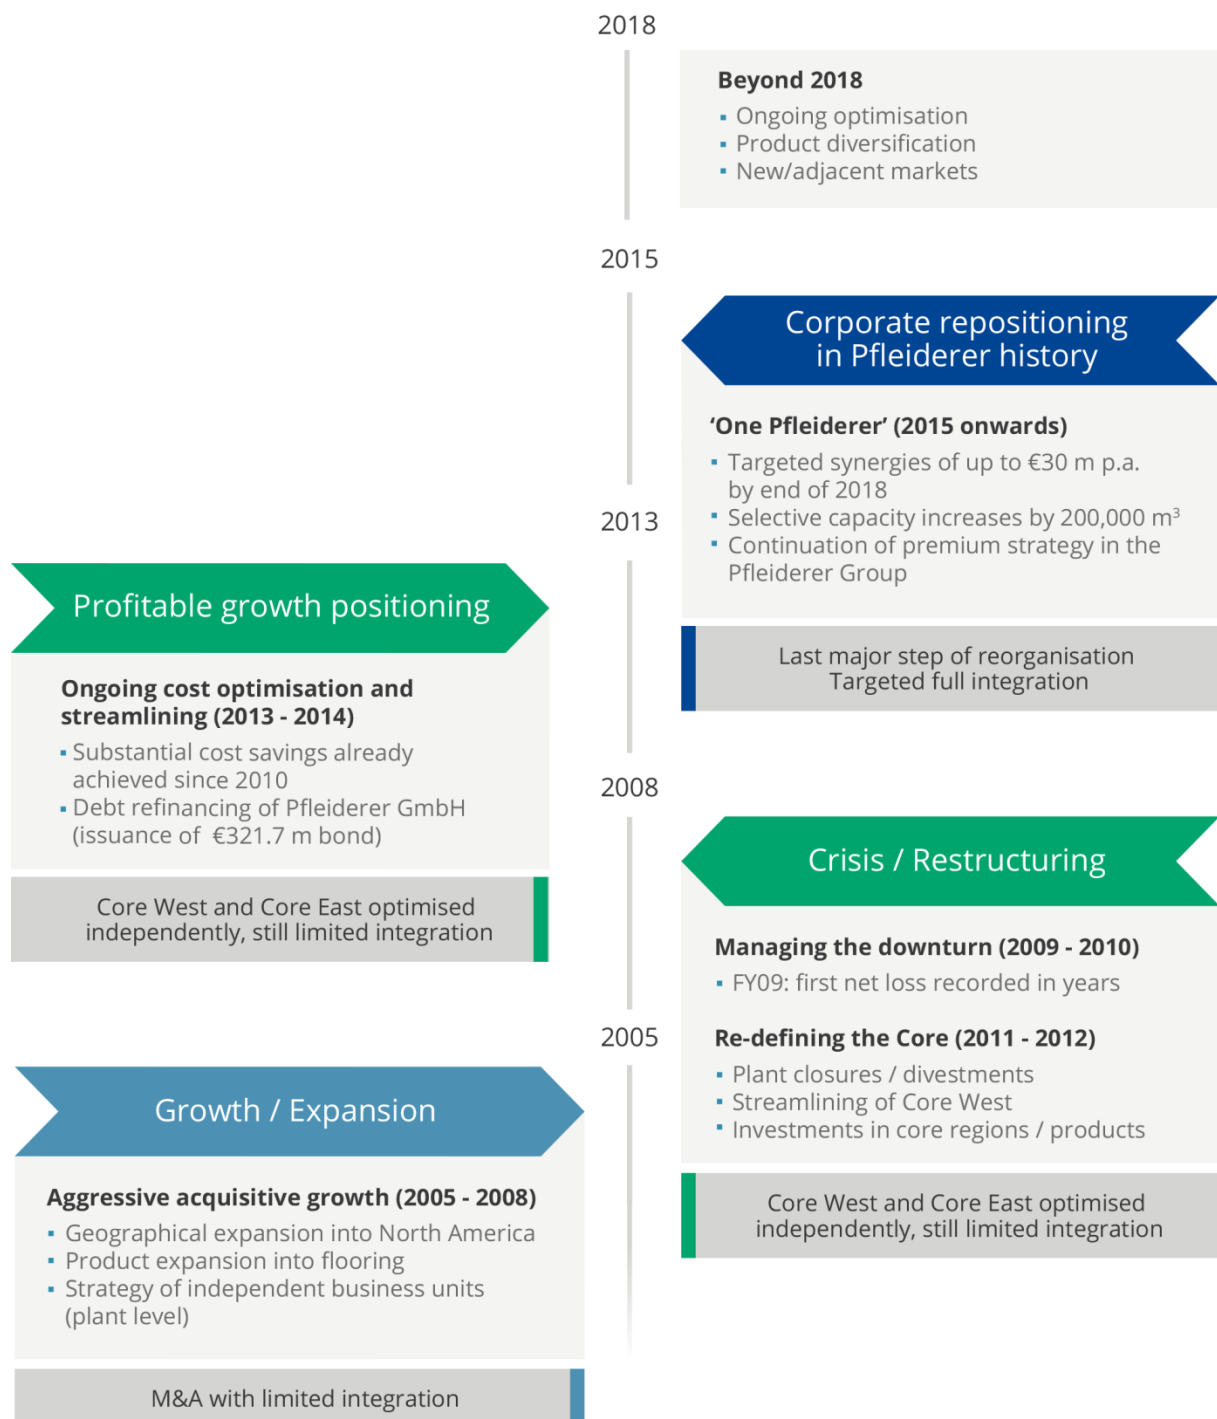 2018
Beyond 2018
▪ Ongoing optimisation
▪ Product diversification
▪ New/adjacent markets
2015
Corporate repositioning
in Pfleiderer history
‘One Pfleiderer’ (2015 onwards)
▪ Targeted synergies of up to €30 m p.a.
by end of 2018
▪ Selective capacity increases by 200,000 m³
▪ Continuation of premium strategy in the
Pfleiderer Group
Last major step of reorganisation
Targeted full integration
2013
Profitable growth positioning
Ongoing cost optimisation and
streamlining (2013 - 2014)
▪ Substantial cost savings already
achieved since 2010
▪ Debt refinancing of Pfleiderer GmbH
(issuance of €321.7 m bond)
Core West and Core East optimised
independently, still limited integration
2008
Crisis / Restructuring
Managing the downturn (2009 - 2010)
▪ FY09: first net loss recorded in years
Re-defining the Core (2011 - 2012)
▪ Plant closures / divestments
▪ Streamlining of Core West
▪ Investments in core regions / products
Core West and Core East optimised
independently, still limited integration
2005
Growth / Expansion
Aggressive acquisitive growth (2005 - 2008)
▪ Geographical expansion into North America
▪ Product expansion into flooring
▪ Strategy of independent business units
(plant level)
M&A with limited integration